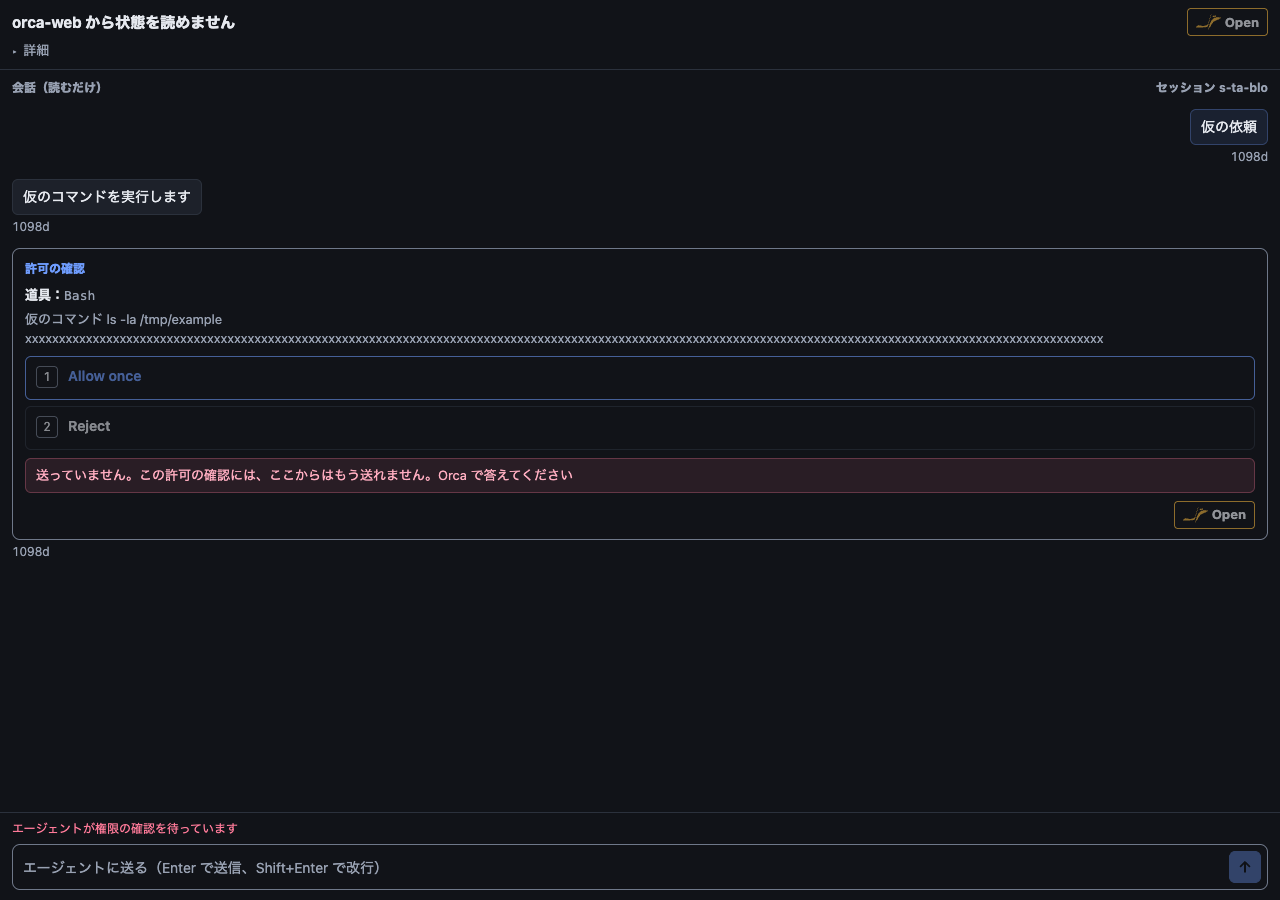 orca-web から状態を読めません
Open
詳細
会話（読むだけ）
セッション s-ta-blo
仮の依頼
1098d
仮のコマンドを実行します
1098d
許可の確認
道具：Bash
仮のコマンド ls -la /tmp/example
1 Allow once
2 Reject
送っていません。この許可の確認には、ここからはもう送れません。Orca で答えてください
Open
1098d
エージェントが権限の確認を待っています
エージェントに送る（Enter で送信、Shift+Enter で改行）